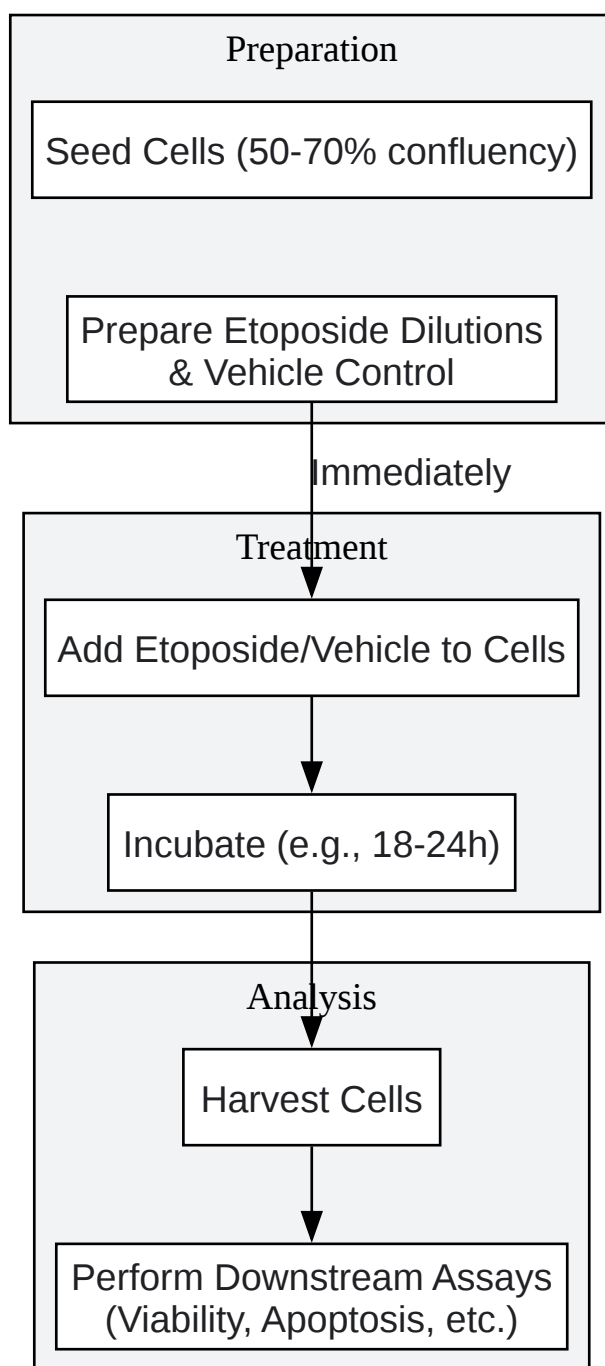 Preparation
Seed Cells (50-70% confluency)
Prepare Etoposide Dilutions
& Vehicle Control
Immediately
Treatment
Add Etoposide/Vehicle to Cells
Incubate (e.g., 18-24h)
Analysis
Harvest Cells
Perform Downstream Assays
(Viability, Apoptosis, etc.)